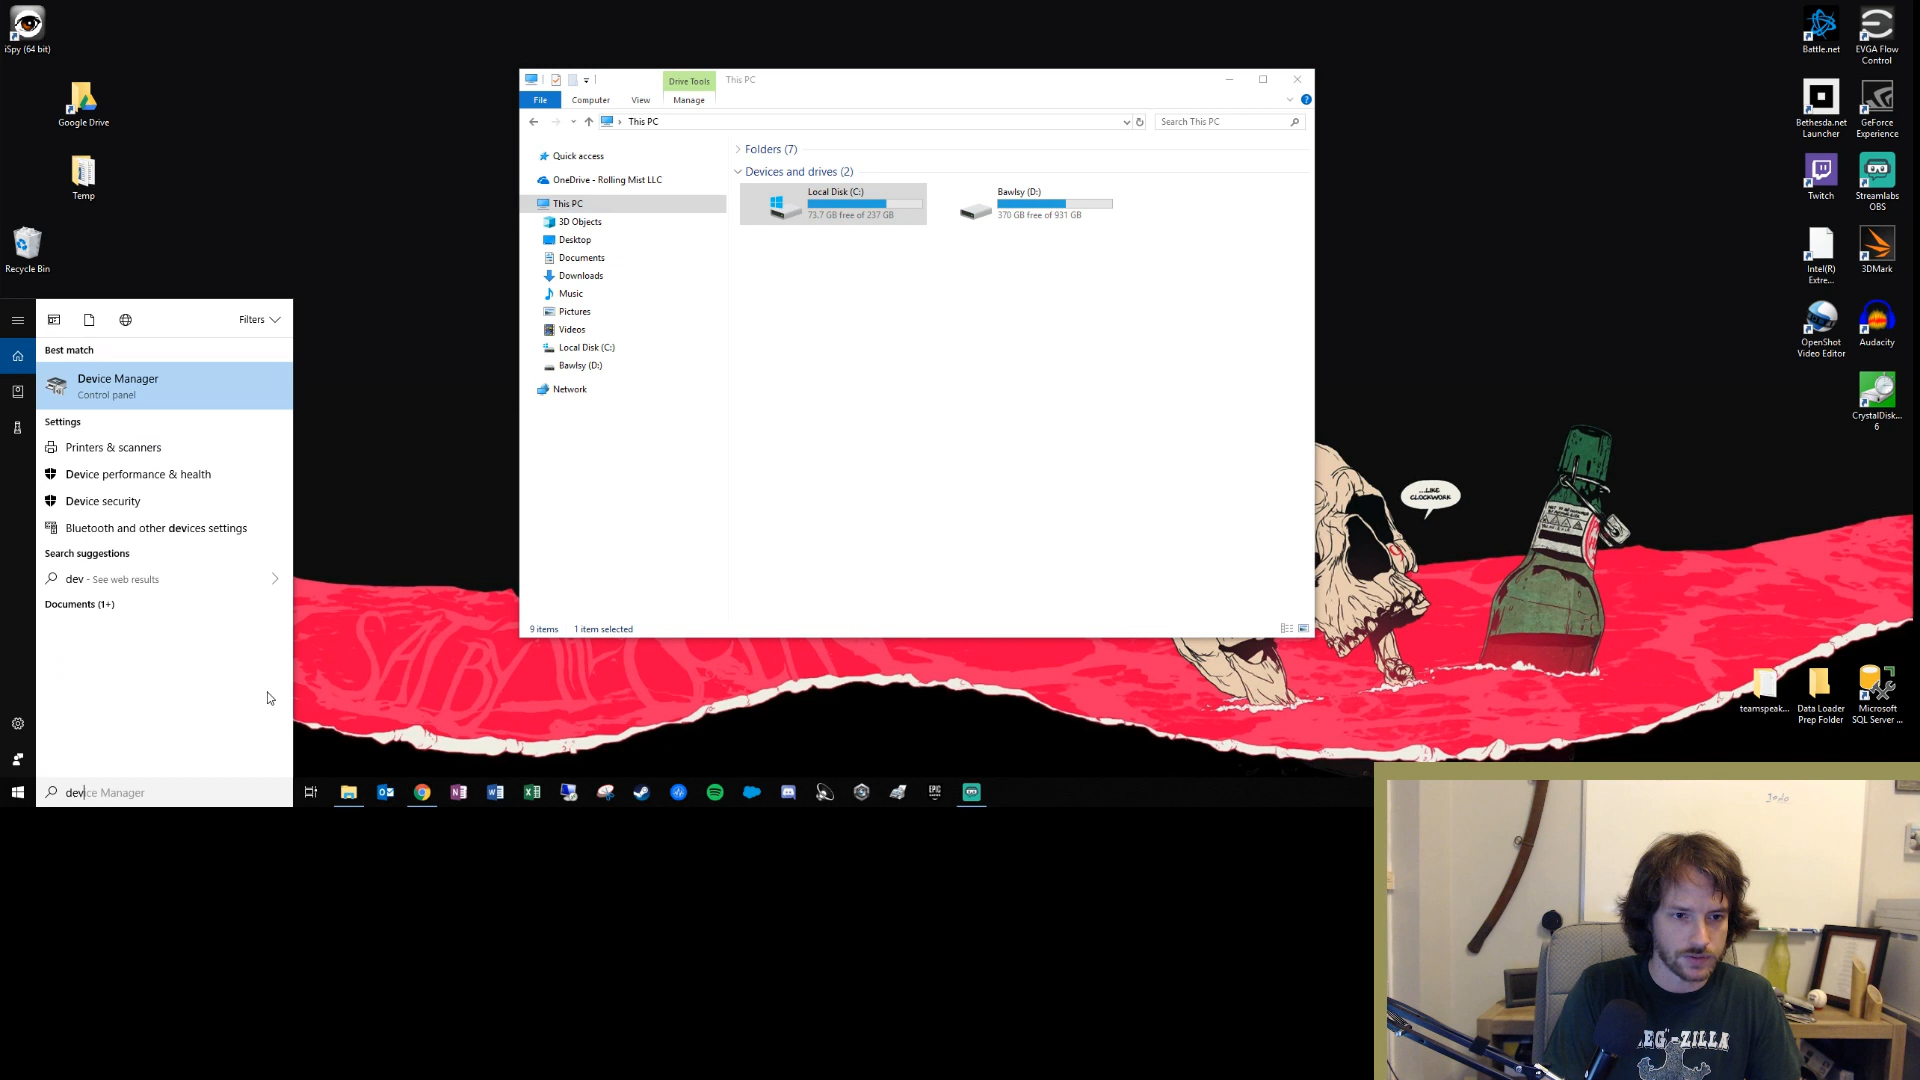 iSpy (64 bit)
Google Drive
Temp
Recycle Bin
Battle.net
EVGA Flow
Control
Bethesda.net
Launcher
GeForce
Experience
Twitch
Streamlabs
OBS
Intel(R)
Extre...
3DMark
OpenShot
Video Editor
Audacity
CrystalDisk...
6
teamspeak...
Data Loader
Prep Folder
Microsoft
SQL Server ...
Drive Tools
This PC
File
Computer
View
Manage
This PC
Search This PC
Quick access
OneDrive - Rolling Mist LLC
This PC
3D Objects
Desktop
Documents
Downloads
Music
Pictures
Videos
Local Disk (C:)
Bawlsy (D:)
Network
Folders (7)
Devices and drives (2)
Local Disk (C:)
73.7 GB free of 237 GB
Bawlsy (D:)
370 GB free of 931 GB
9 items
1 item selected
Filters
Best match
Device Manager
Control panel
Settings
Printers & scanners
Device performance & health
Device security
Bluetooth and other devices settings
Search suggestions
dev - See web results
Documents (1+)
device Manager
...LIKE
CLOCKWORK
EPIC